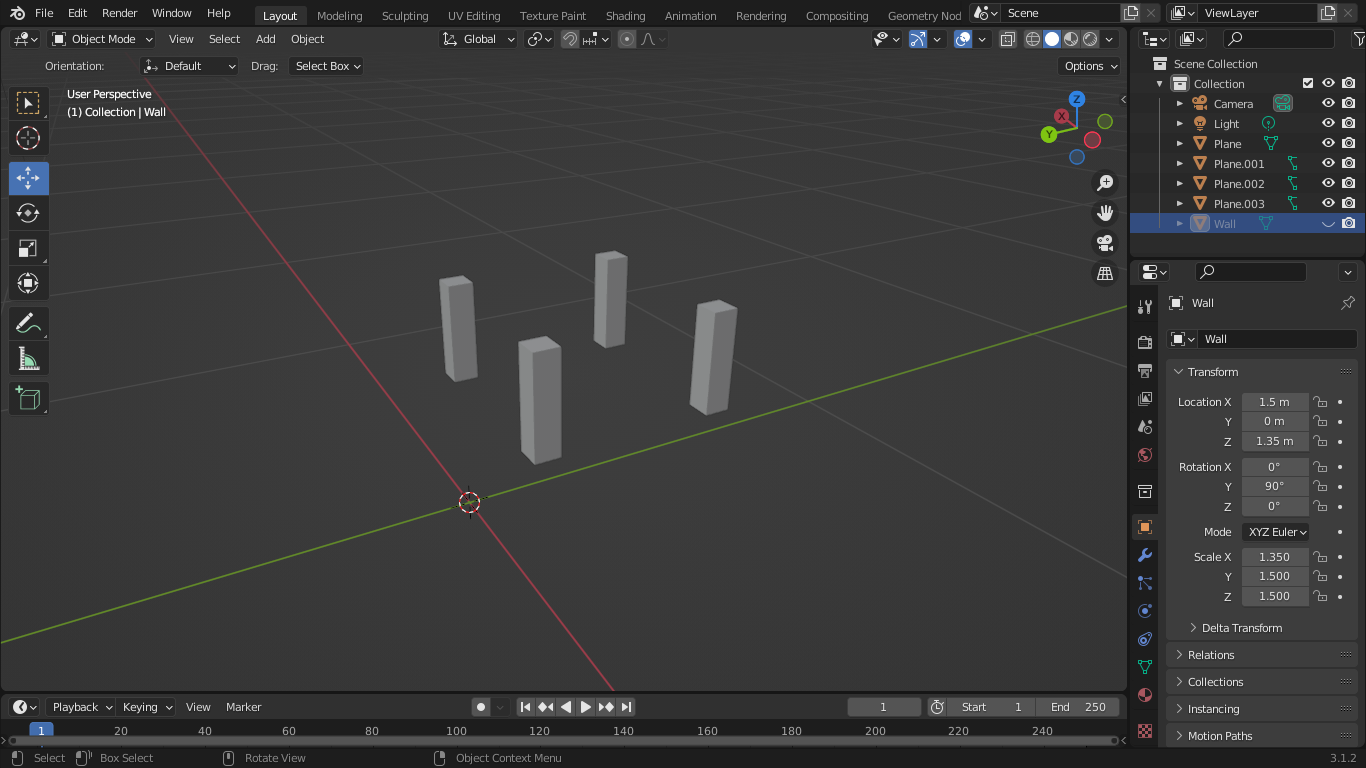 File Edit Render Window Help Layout Modeling Sculpting UV Editing Texture Paint Shading Animation Rendering Compositing Geometry Nod Scene ViewLayer
Object Mode View Select Add Object Global
Orientation: Default Drag: Select Box Options
User Perspective
(1) Collection | Wall
Z
X
Y
Scene Collection
Collection
Camera
Light
Plane
Plane.001
Plane.002
Plane.003
Wall
Wall
Wall
Transform
Location X 1.5 m
Y 0 m
Z 1.35 m
Rotation X 0°
Y 90°
Z 0°
Mode XYZ Euler
Scale X 1.350
Y 1.500
Z 1.500
Delta Transform
Relations
Collections
Instancing
Motion Paths
Playback Keying View Marker 1 Start 1 End 250
1 20 40 60 80 100 120 140 160 180 200 220 240
Select Box Select Rotate View Object Context Menu 3.1.2